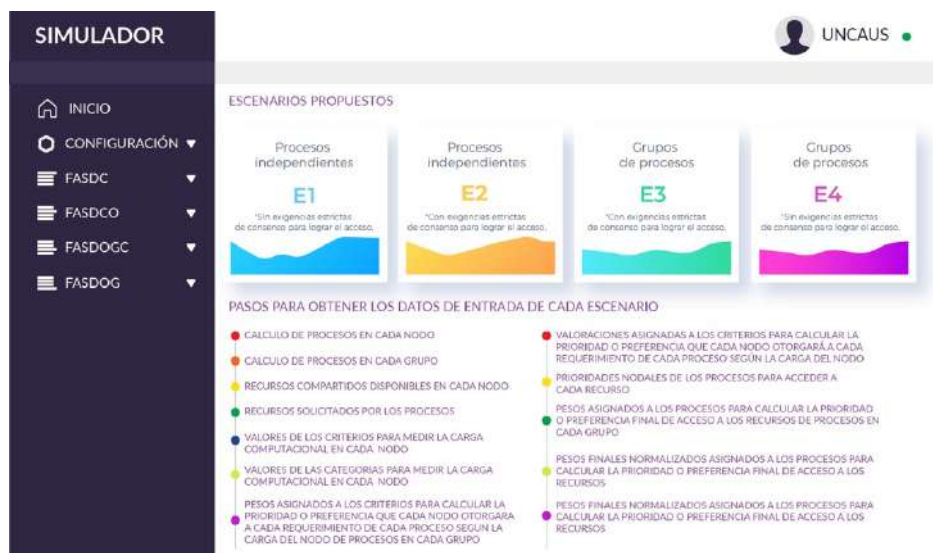 SIMULADOR
UNCAUS
INICIO
CONFIGURACIÓN
FASDC
FASDCO
FASDOGC
FASDOG
ESCENARIOS PROPUESTOS
Procesos
independientes
E1
*Sin exigencias estrictas
de consenso para lograr el acceso.
Procesos
independientes
E2
*Con exigencias estrictas
de consenso para lograr el acceso.
Grupos
de procesos
E3
*Con exigencias estrictas
de consenso para lograr el acceso.
Grupos
de procesos
E4
*Sin exigencias estrictas
de consenso para lograr el acceso.
PASOS PARA OBTENER LOS DATOS DE ENTRADA DE CADA ESCENARIO
CALCULO DE PROCESOS EN CADA NODO
CALCULO DE PROCESOS EN CADA GRUPO
RECURSOS COMPARTIDOS DISPONIBLES EN CADA NODO
RECURSOS SOLICITADOS POR LOS PROCESOS
VALORES DE LOS CRITERIOS PARA MEDIR LA CARGA
COMPUTACIONAL EN CADA NODO
VALORES DE LAS CATEGORIAS PARA MEDIR LA CARGA
COMPUTACIONAL EN CADA NODO
PESOS ASIGNADOS A LOS CRITERIOS PARA CALCULAR LA
PRIORIDAD O PREFERENCIA QUE CADA NODO OTORGARA
A CADA REQUERIMIENTO DE CADA PROCESO SEGUN LA
CARGA DEL NODO DE PROCESOS EN CADA GRUPO
VALORACIONES ASIGNADAS A LOS CRITERIOS PARA CALCULAR LA
PRIORIDAD O PREFERENCIA QUE CADA NODO OTORGARÁ A CADA
REQUERIMIENTO DE CADA PROCESO SEGÚN LA CARGA DEL NODO
PRIORIDADES NODALES DE LOS PROCESOS PARA ACCEDER A
CADA RECURSO
PESOS ASIGNADOS A LOS PROCESOS PARA CALCULAR LA PRIORIDAD
O PREFERENCIA FINAL DE ACCESO A LOS RECURSOS DE PROCESOS EN
CADA GRUPO
PESOS FINALES NORMALIZADOS ASIGNADOS A LOS PROCESOS PARA
CALCULAR LA PRIORIDAD O PREFERENCIA FINAL DE ACCESO A LOS
RECURSOS
PESOS FINALES NORMALIZADOS ASIGNADOS A LOS PROCESOS PARA
CALCULAR LA PRIORIDAD O PREFERENCIA FINAL DE ACCESO A LOS
RECURSOS